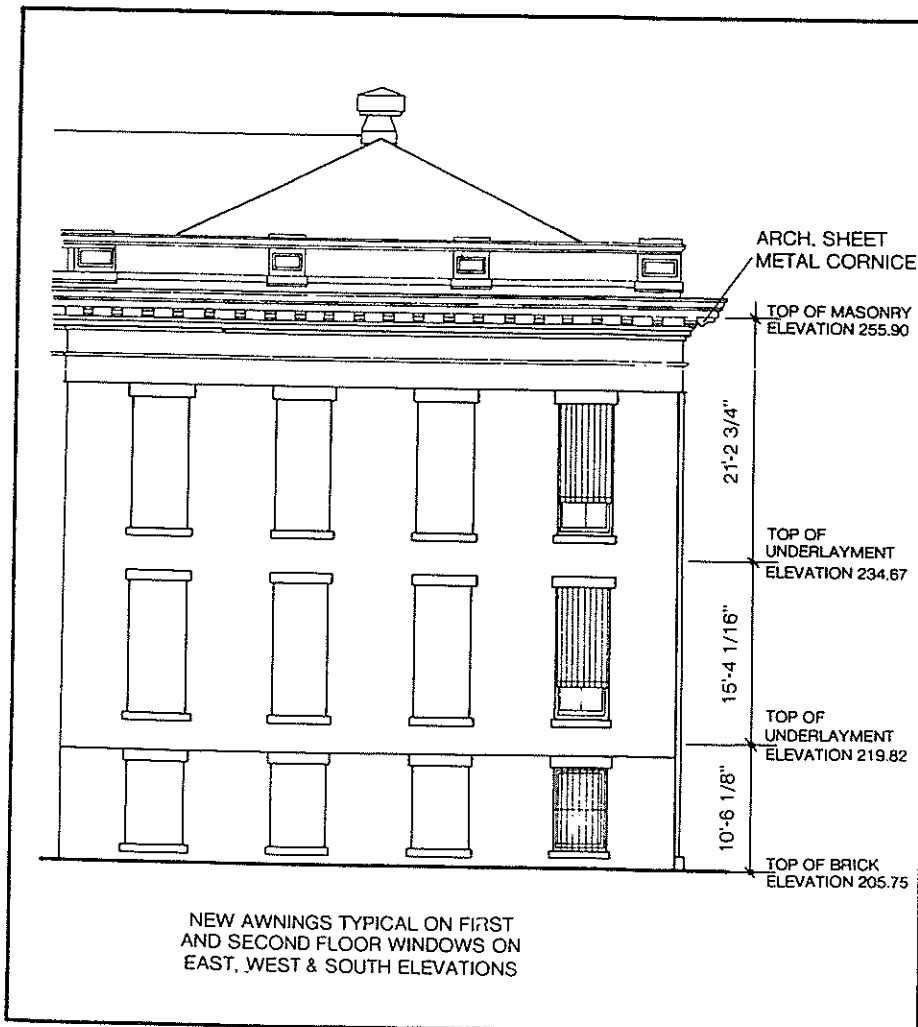 ARCH. SHEET
METAL CORNICE
TOP OF MASONRY
ELEVATION 255.90
21'-2 3/4"
TOP OF
UNDERLAYMENT
ELEVATION 234.67
15'-4 1/16"
TOP OF
UNDERLAYMENT
ELEVATION 219.82
10'-6 1/8"
TOP OF BRICK
ELEVATION 205.75
NEW AWNINGS TYPICAL ON FIRST
AND SECOND FLOOR WINDOWS ON
EAST, WEST & SOUTH ELEVATIONS